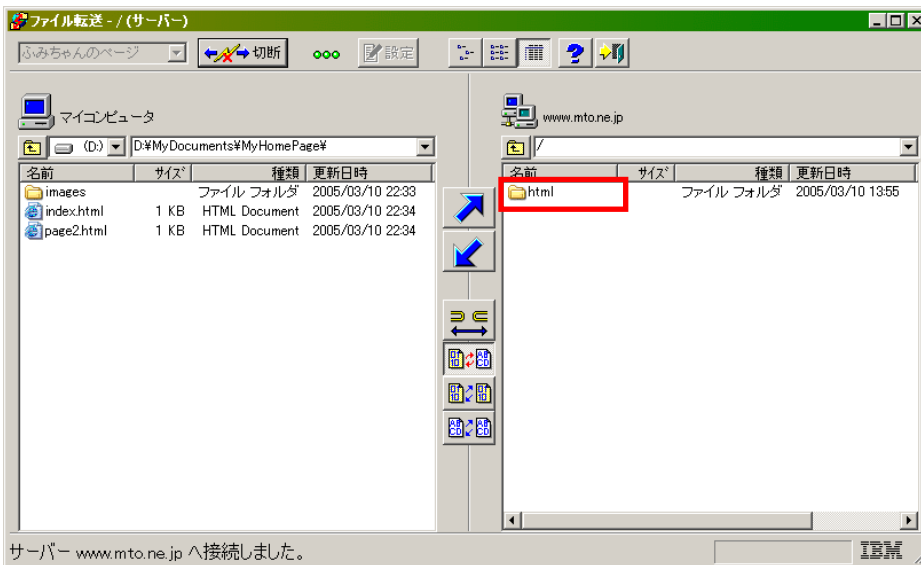 ファイル転送 - / (サーバー)
ふみちゃんのページ 切断 設定
マイコンピュータ
(D:) D:¥MyDocuments¥MyHomePage¥
名前 サイズ 種類 更新日時
images ファイル フォルダ 2005/03/10 22:33
index.html 1 KB HTML Document 2005/03/10 22:34
page2.html 1 KB HTML Document 2005/03/10 22:34
www.mto.ne.jp
/
名前 サイズ 種類 更新日時
html ファイル フォルダ 2005/03/10 13:55
サーバー www.mto.ne.jp へ接続しました。
IBM